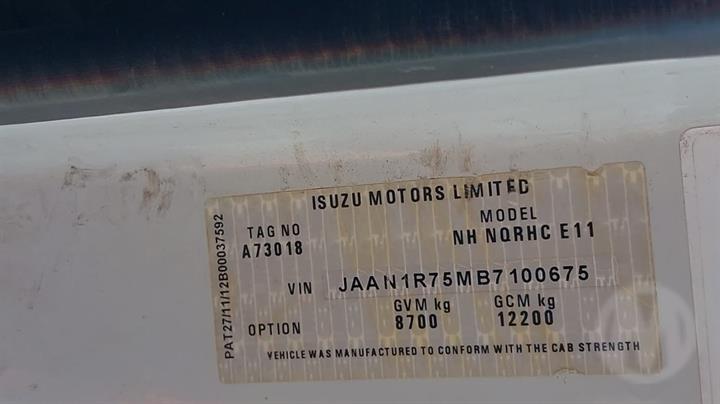 ISUZU MOTORS LIMITED
TAG NO
A73018
MODEL
NH NQRHC E11
VIN JAAN1R75MB7100675
GVM kg
8700
GCM kg
12200
OPTION
VEHICLE WAS MANUFACTURED TO CONFORM WITH THE CAB STRENGTH
PAT27/11/12B00037592